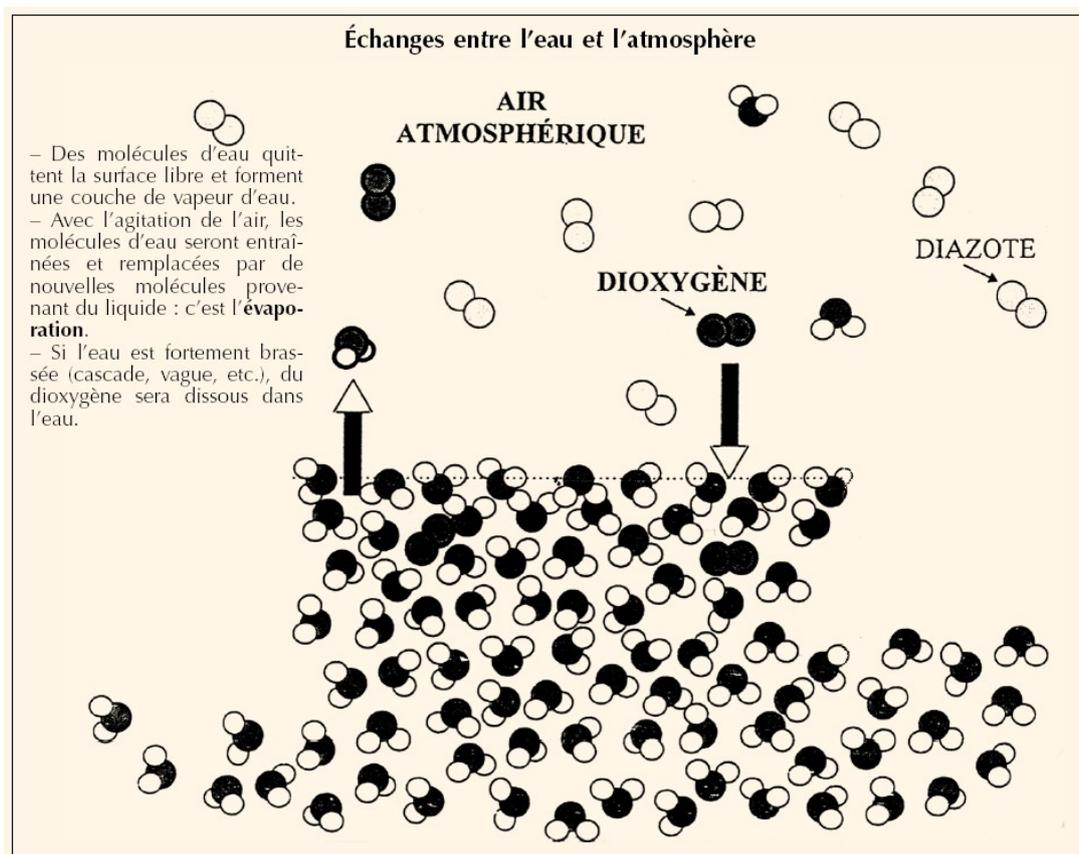 Échanges entre l'eau et l'atmosphère
AIR
ATMOSPHÉRIQUE
– Des molécules d'eau quit-
tent la surface libre et forment
une couche de vapeur d'eau.
– Avec l'agitation de l'air, les
molécules d'eau seront entraî-
nées et remplacées par de
nouvelles molécules prove-
nant du liquide : c'est l'évapo-
ration.
– Si l'eau est fortement bras-
sée (cascade, vague, etc.), du
dioxygène sera dissous dans
l'eau.
DIAZOTE
DIOXYGÈNE